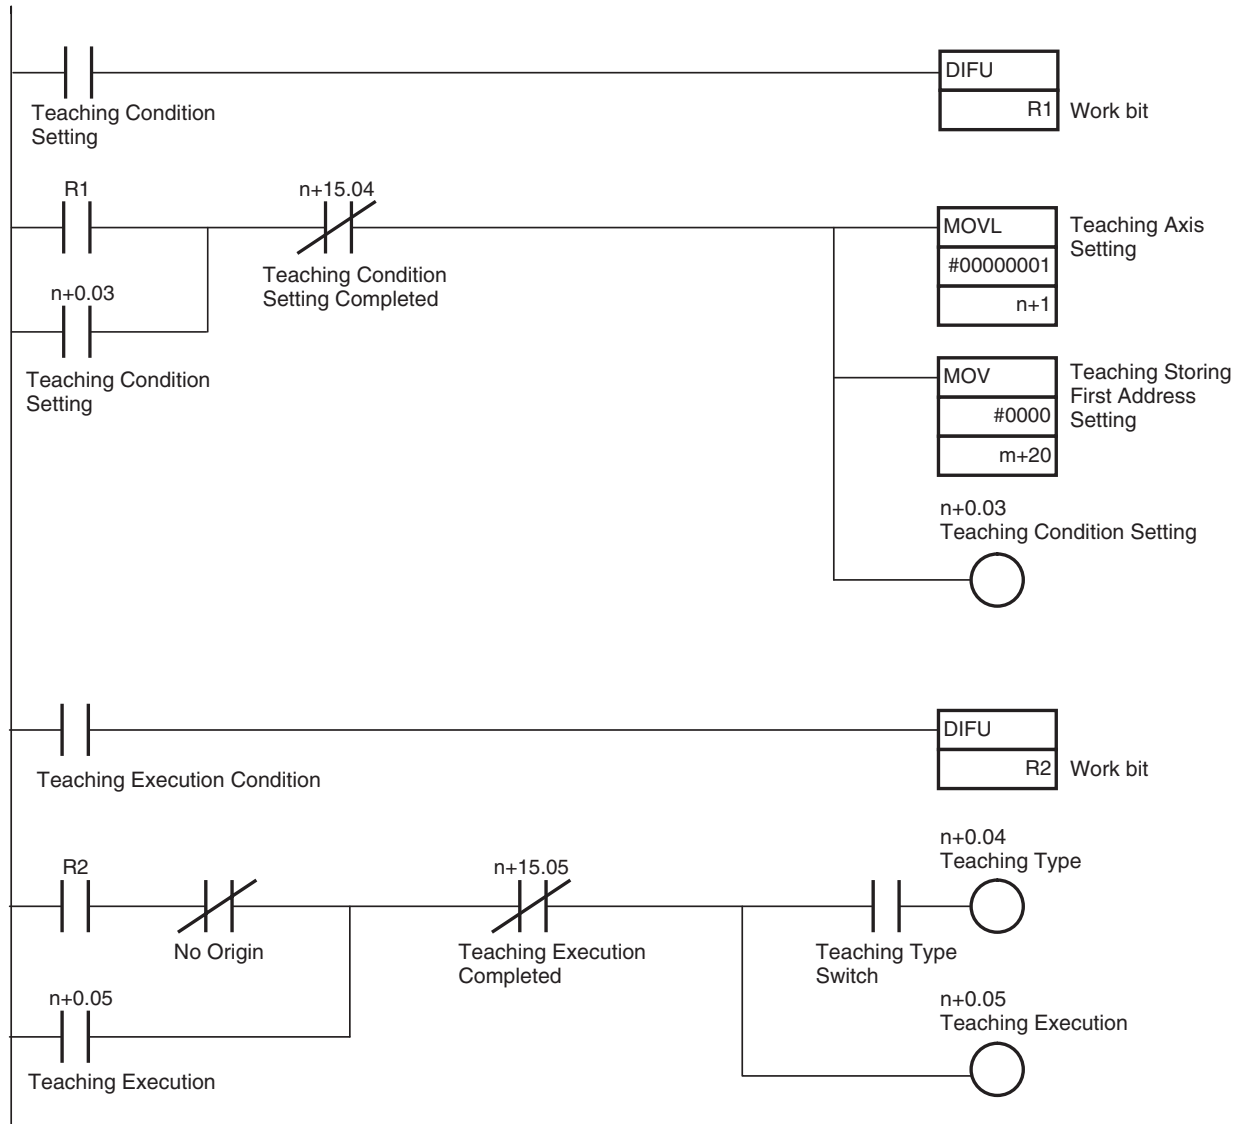 DIFU
R1
Work bit
Teaching Condition
Setting
R1
n+15.04
Teaching Condition
Setting Completed
MOVL
#00000001
n+1
Teaching Axis
Setting
n+0.03
Teaching Condition
Setting
MOV
#0000
m+20
Teaching Storing
First Address
Setting
n+0.03
Teaching Condition Setting
DIFU
R2
Work bit
Teaching Execution Condition
R2
No Origin
n+15.05
Teaching Execution
Completed
Teaching Type
Switch
n+0.04
Teaching Type
n+0.05
Teaching Execution
n+0.05
Teaching Execution